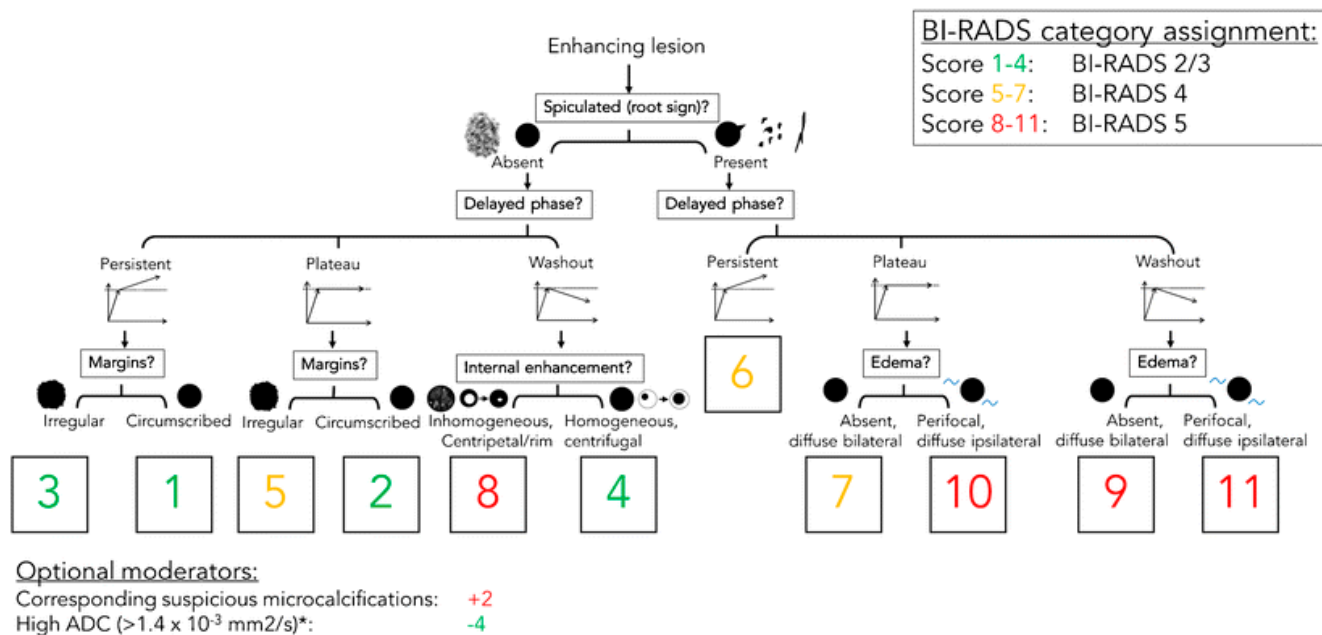 BI-RADS category assignment:
Score 1-4: BI-RADS 2/3
Score 5-7: BI-RADS 4
Score 8-11: BI-RADS 5
Enhancing lesion
Spiculated (root sign)?
Absent Present
Delayed phase? Delayed phase?
Persistent Plateau Washout Persistent Plateau Washout
Margins? Margins? Internal enhancement? Edema? Edema?
Irregular Circumscribed Irregular Circumscribed Inhomogeneous, Centripetal/rim Homogeneous, centrifugal Absent, diffuse bilateral Perifocal, diffuse ipsilateral Absent, diffuse bilateral Perifocal, diffuse ipsilateral
3 1 5 2 8 4 6 7 10 9 11
Optional moderators:
Corresponding suspicious microcalcifications: +2
High ADC (>1.4 x 10⁻³ mm2/s)*: -4